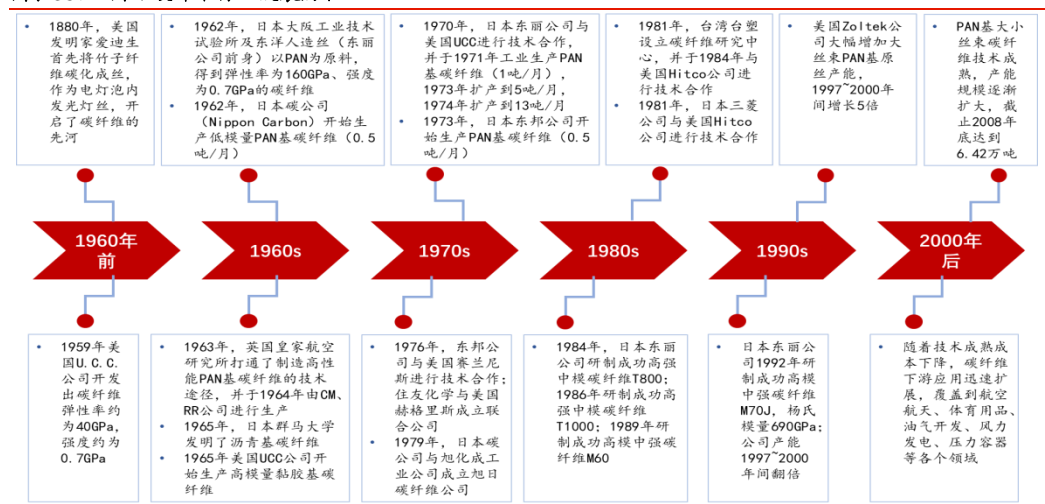 • 1880年，美国
发明家爱迪生
首先将竹子纤
维碳化成丝，
作为电灯泡内
发光灯丝，开
启了碳纤维的
先河
• 1962年，日本大阪工业技术
试验所及东洋人造丝（东丽
公司前身）以PAN为原料，
得到弹性率为160GPa、强度
为0.7GPa的碳纤维
• 1962年，日本碳公司
（Nippon Carbon）开始生
产低模量PAN基碳纤维（0.5
吨/月）
• 1970年，日本东丽公司与
美国UCC进行技术合作，
并于1971年工业生产PAN
基碳纤维（1吨/月），
1973年扩产到5吨/月，
1974年扩产到13吨/月
• 1973年，日本东邦公司开
始生产PAN基碳纤维（0.5
吨/月）
• 1981年，台湾台塑
设立碳纤维研究中
心，并于1984年与
美国Hitco公司进
行技术合作
• 1981年，日本三菱
公司与美国Hitco
公司进行技术合作
• 美国Zoltek公
司大幅增加大
丝束PAN基原
丝产能，
1997~2000年
间增长5倍
• PAN基大小
丝束碳纤
维技术成
熟，产能
规模逐渐
扩大，截
止2008年
底达到
6.42万吨
1960年
前
1960s
1970s
1980s
1990s
2000年
后
• 1959年美
国U.C.C.
公司开发
出碳纤维
弹性率约
为40GPa，
强度约为
0.7GPa
• 1963年，英国皇家航空
研究所打通了制造高性
能PAN基碳纤维的技术
途径，并于1964年由CM、
RR公司进行生产
• 1965年，日本群马大学
发明了沥青基碳纤维
• 1965年美国UCC公司开
始生产高模量黏胶基碳
纤维
• 1976年，东邦公
司与美国赛兰尼
斯进行技术合作；
住友化学与美国
赫格里斯成立联
合公司
• 1979年，日本碳
公司与旭化成工
业公司成立旭日
碳纤维公司
• 1984年，日本东丽
公司研制成功高强
中模碳纤维T800；
1986年研制成功高
强中模碳纤维
T1000；1989年研
制成功高模中强碳
纤维M60
• 日本东丽公
司1992年研
制成功高模
中强碳纤维
M70J，杨氏
模量690GPa；
公司产能
1997~2000
年间翻倍
• 随着技术成熟成
本下降，碳纤维
下游应用迅速扩
展，覆盖到航空
航天、体育用品、
油气开发、风力
发电、压力容器
等各个领域